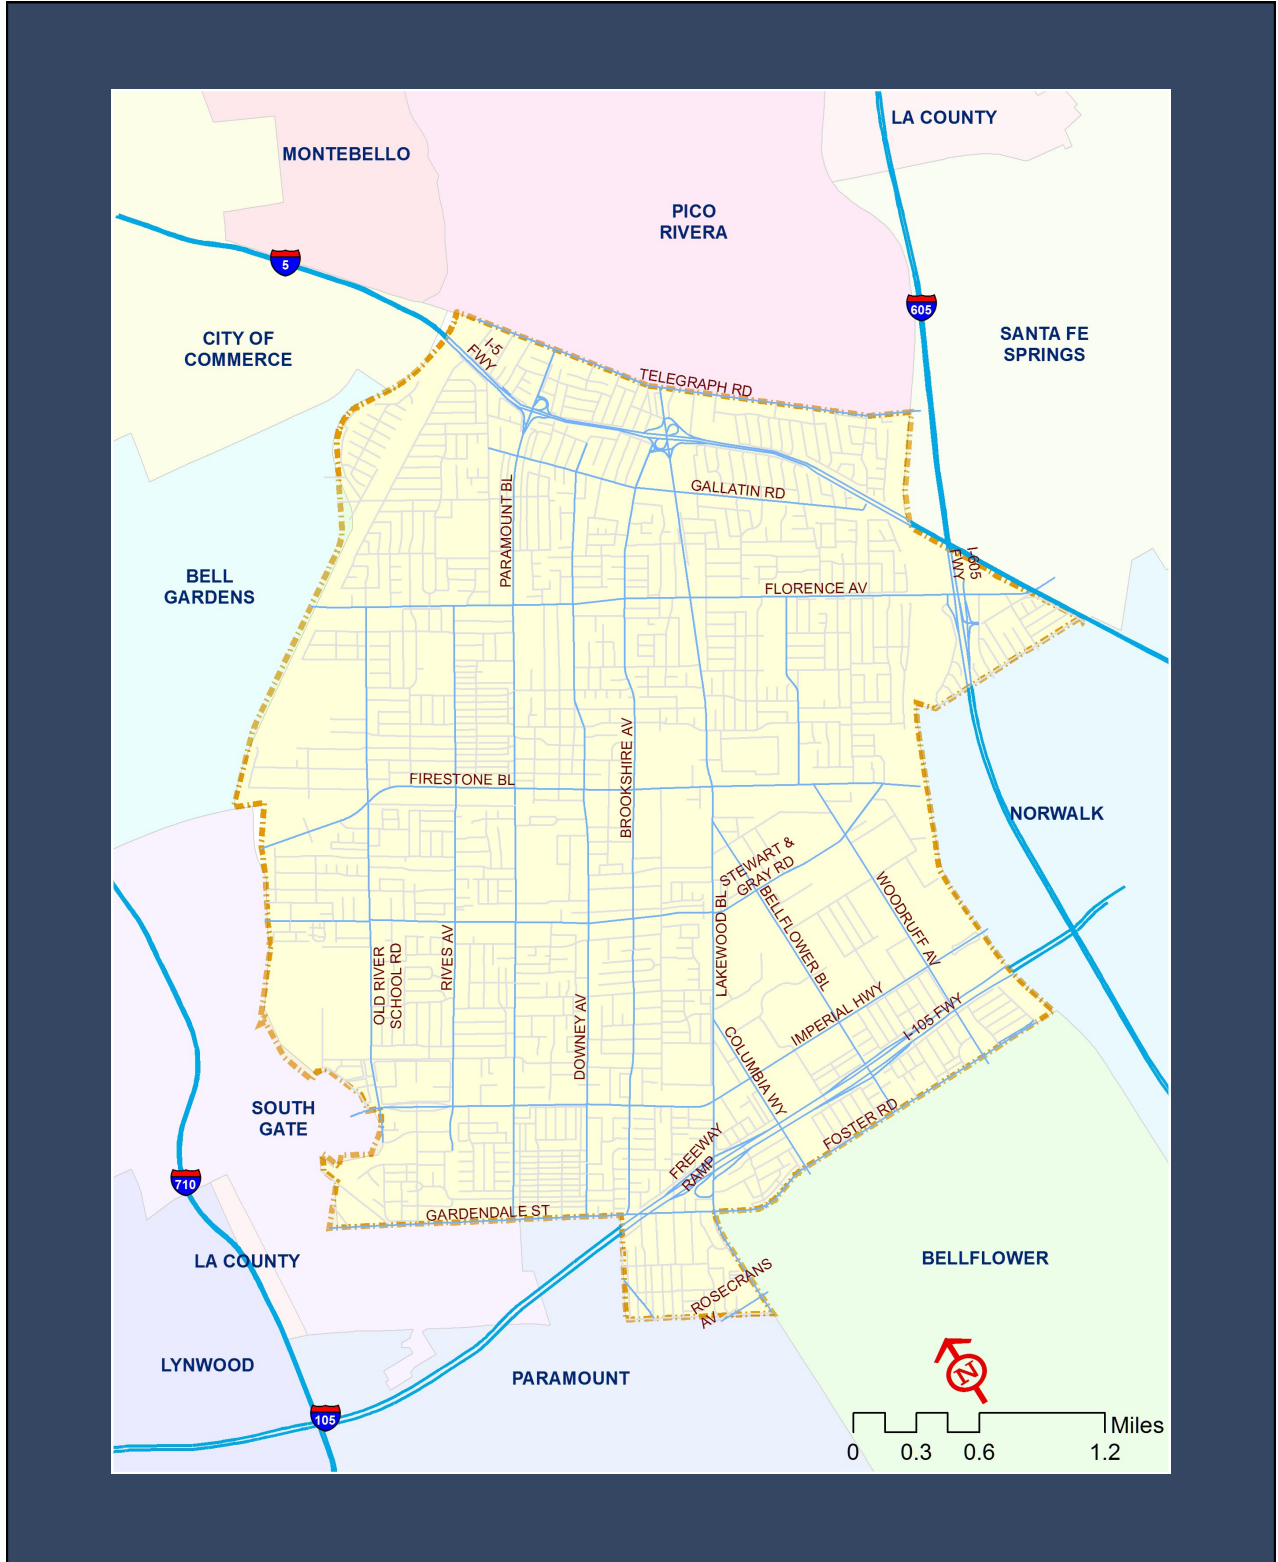 LA COUNTY
MONTEBELLO
PICO
RIVERA
5
605
CITY OF
COMMERCE
SANTA FE
SPRINGS
I-5
FWY
TELEGRAPH RD
GALLATIN RD
PARAMOUNT BL
I-605
FWY
BELL
GARDENS
FLORENCE AV
BROOKSHIRE AV
FIRESTONE BL
NORWALK
STEWART &
GRAY RD
BELLFLOWER BL
WOODRUFF AV
LAKEWOOD BL
OLD RIVER
SCHOOL RD
RIVES AV
DOWNEY AV
IMPERIAL HWY
I-105 FWY
COLUMBIA WY
SOUTH
GATE
FOSTER RD
FREEWAY
RAMP
710
GARDENDALE ST
LA COUNTY
BELLFLOWER
ROSECRANS
AV
LYNWOOD
PARAMOUNT
N
105
Miles
0 0.3 0.6 1.2